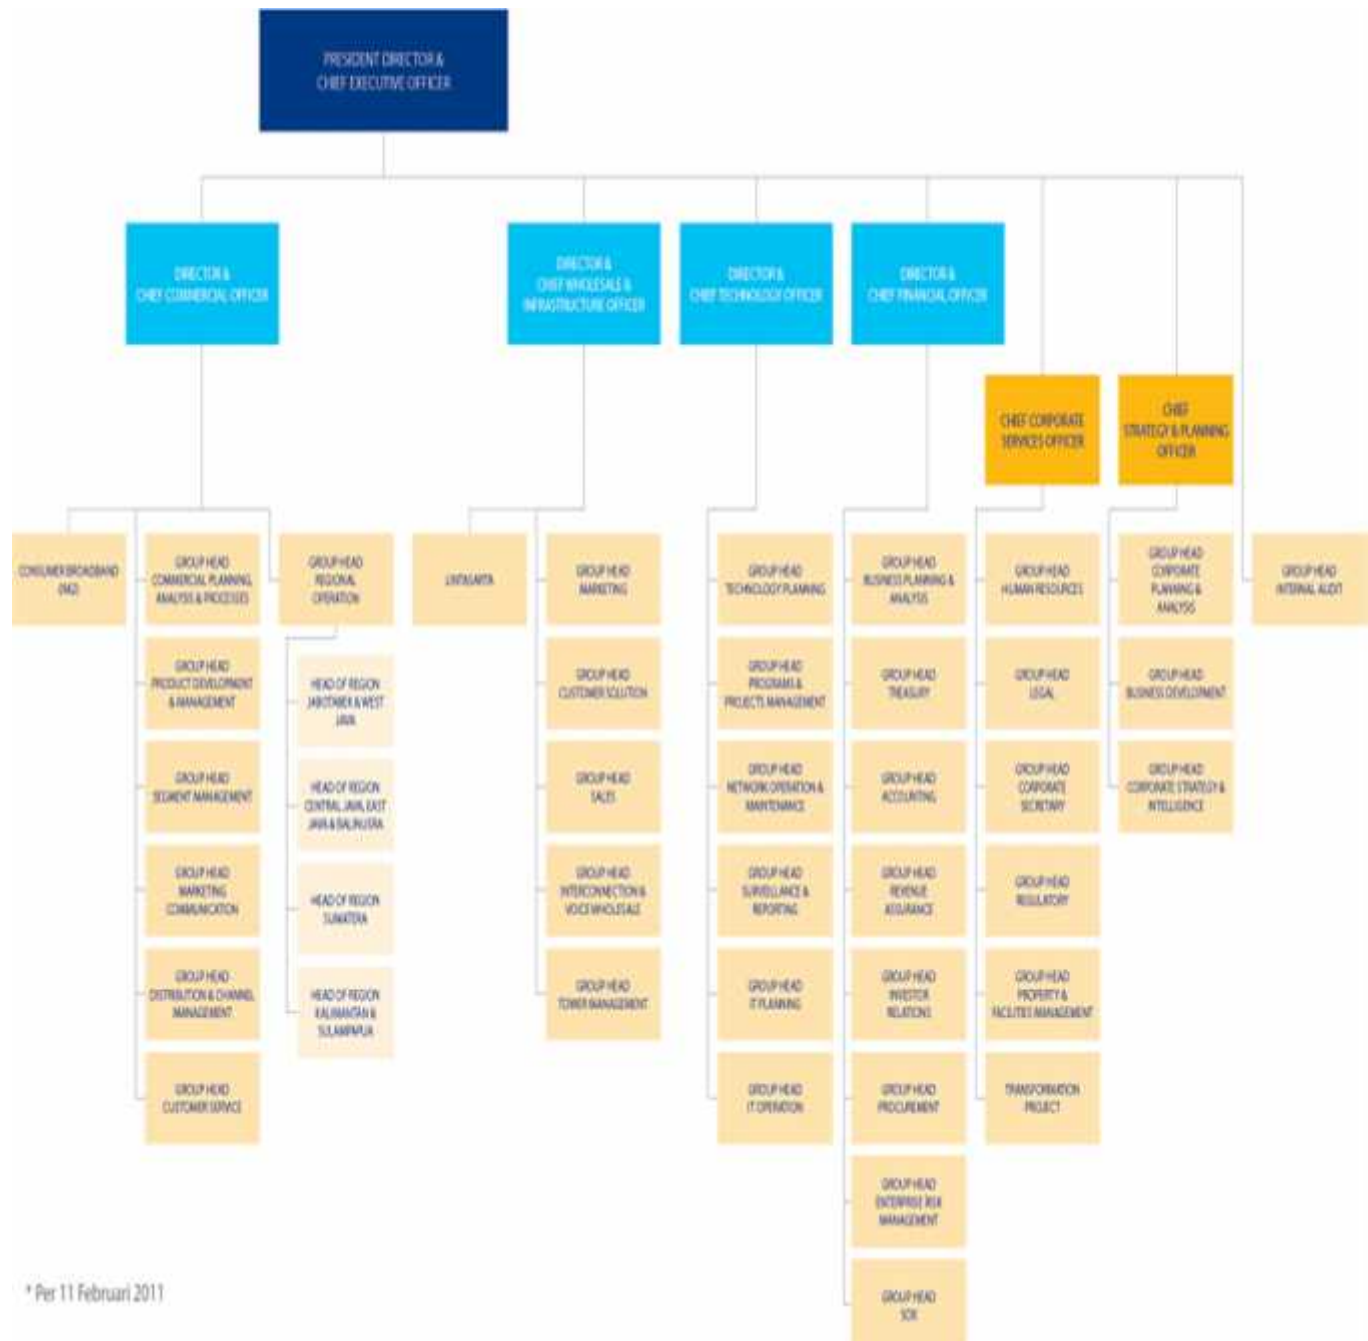 PRESIDENT DIRECTOR &
CHIEF EXECUTIVE OFFICER
DIRECTOR &
CHIEF COMMERCIAL OFFICER
DIRECTOR &
CHIEF WHOLESALE &
INFRASTRUCTURE OFFICER
DIRECTOR &
CHIEF TECHNOLOGY OFFICER
DIRECTOR &
CHIEF FINANCIAL OFFICER
CHIEF CORPORATE
SERVICES OFFICER
CHIEF
STRATEGY & PLANNING
OFFICER
CONSUMER BROADBAND
(IM2)
GROUP HEAD
COMMERCIAL PLANNING,
ANALYSIS & PROCESSES
GROUP HEAD
PRODUCT DEVELOPMENT
& MANAGEMENT
GROUP HEAD
SEGMENT MANAGEMENT
GROUP HEAD
MARKETING
COMMUNICATION
GROUP HEAD
DISTRIBUTION & CHANNEL
MANAGEMENT
GROUP HEAD
CUSTOMER SERVICE
GROUP HEAD
REGIONAL
OPERATION
HEAD OF REGION
JABOTABEK & WEST
JAVA
HEAD OF REGION
CENTRAL JAVA, EAST
JAVA & BALINUSRA
HEAD OF REGION
SUMATERA
HEAD OF REGION
KALIMANTAN &
SULAMPAPUA
LINTASARTA
GROUP HEAD
MARKETING
GROUP HEAD
CUSTOMER SOLUTION
GROUP HEAD
SALES
GROUP HEAD
INTERCONNECTION &
VOICE WHOLESALE
GROUP HEAD
TOWER MANAGEMENT
GROUP HEAD
TECHNOLOGY PLANNING
GROUP HEAD
PROGRAMS &
PROJECTS MANAGEMENT
GROUP HEAD
NETWORK OPERATION &
MAINTENANCE
GROUP HEAD
SURVEILLANCE &
REPORTING
GROUP HEAD
IT PLANNING
GROUP HEAD
IT OPERATION
GROUP HEAD
BUSINESS PLANNING &
ANALYSIS
GROUP HEAD
TREASURY
GROUP HEAD
ACCOUNTING
GROUP HEAD
REVENUE
ASSURANCE
GROUP HEAD
INVESTOR
RELATIONS
GROUP HEAD
PROCUREMENT
GROUP HEAD
ENTERPRISE RISK
MANAGEMENT
GROUP HEAD
SOX
GROUP HEAD
HUMAN RESOURCES
GROUP HEAD
LEGAL
GROUP HEAD
CORPORATE
SECRETARY
GROUP HEAD
REGULATORY
GROUP HEAD
PROPERTY &
FACILITIES MANAGEMENT
TRANSFORMATION
PROJECT
GROUP HEAD
CORPORATE
PLANNING &
ANALYSIS
GROUP HEAD
BUSINESS DEVELOPMENT
GROUP HEAD
CORPORATE STRATEGY &
INTELLIGENCE
GROUP HEAD
INTERNAL AUDIT
* Per 11 Februari 2011